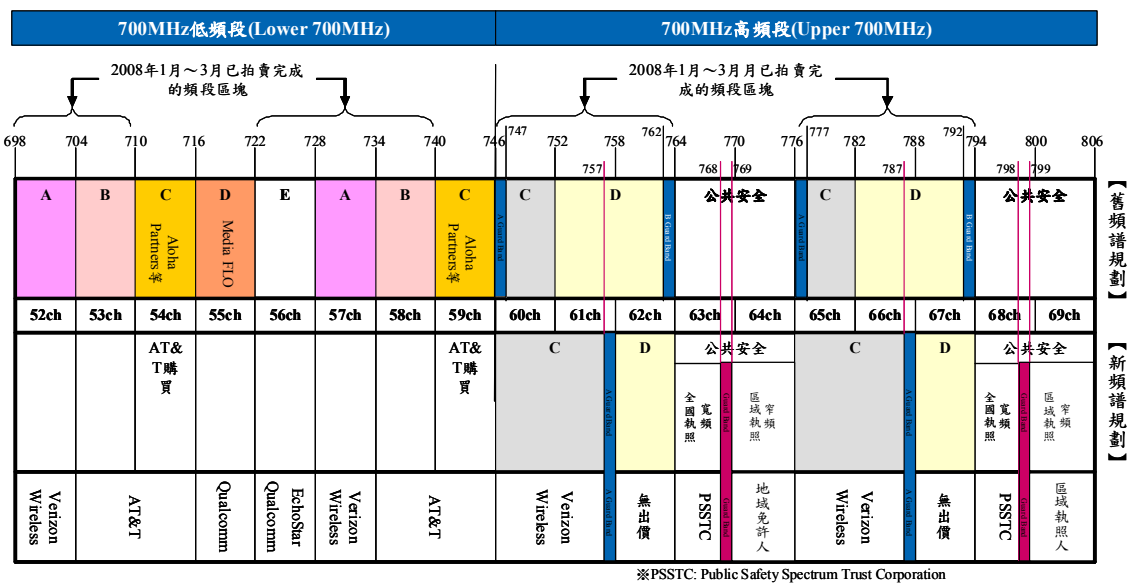 700MHz低頻段(Lower 700MHz)
700MHz高頻段(Upper 700MHz)
2008年1月～3月已拍賣完成
的頻段區塊
2008年1月～3月月已拍賣完
成的頻段區塊
698 704 710 716 722 728 734 740 746 747 752 758 762 764 770 776 777 782 788 792 794 800 806
757 768 769 787 798 799
A
B
C
Aloha
Partners等
D
Media FLO
E
A
B
C
Aloha
Partners等
A Guard Band
C
D
B Guard Band
公共安全
A Guard Band
C
D
B Guard Band
公共安全
【舊頻譜規劃】
52ch 53ch 54ch 55ch 56ch 57ch 58ch 59ch 60ch 61ch 62ch 63ch 64ch 65ch 66ch 67ch 68ch 69ch
AT&
T購
買
AT&
T購
買
C
A Guard Band
D
公共安全
寬頻
全國執照
Guard Band
窄頻
區域執照
C
A Guard Band
D
公共安全
寬頻
全國執照
Guard Band
窄頻
區域執照
【新頻譜規劃】
Verizon
Wireless
AT&T
Qualcomm
EchoStar
Qualcomm
Verizon
Wireless
AT&T
Verizon
Wireless
A Guard Band
無出價
PSSTC
Guard Band
地域免許人
Verizon
Wireless
A Guard Band
無出價
PSSTC
Guard Band
區域執照人
※PSSTC: Public Safety Spectrum Trust Corporation